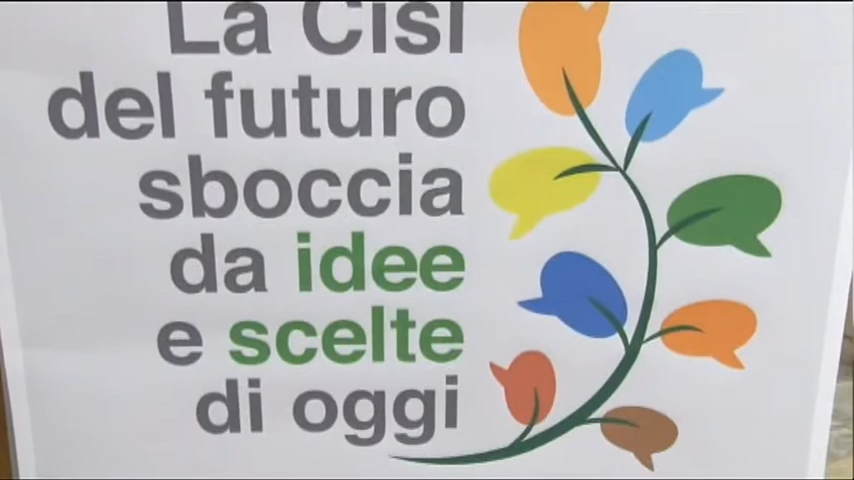 La Cisl
del futuro
sboccia
da idee
e scelte
di oggi